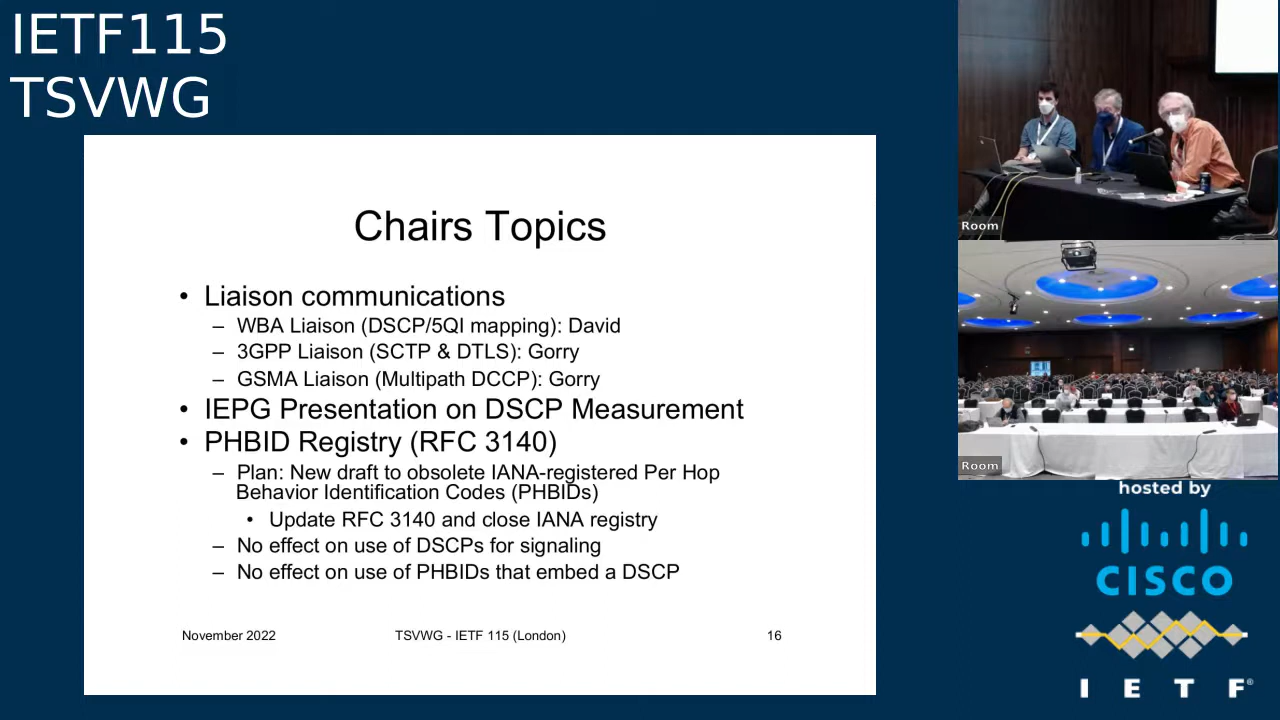 IETF115
TSVWG
Chairs Topics
• Liaison communications
– WBA Liaison (DSCP/5QI mapping): David
– 3GPP Liaison (SCTP & DTLS): Gorry
– GSMA Liaison (Multipath DCCP): Gorry
• IEPG Presentation on DSCP Measurement
• PHBID Registry (RFC 3140)
– Plan: New draft to obsolete IANA-registered Per Hop
Behavior Identification Codes (PHBIDs)
• Update RFC 3140 and close IANA registry
– No effect on use of DSCPs for signaling
– No effect on use of PHBIDs that embed a DSCP
November 2022 TSVWG - IETF 115 (London) 16
Room
Room
hosted by
CISCO
I E T F®